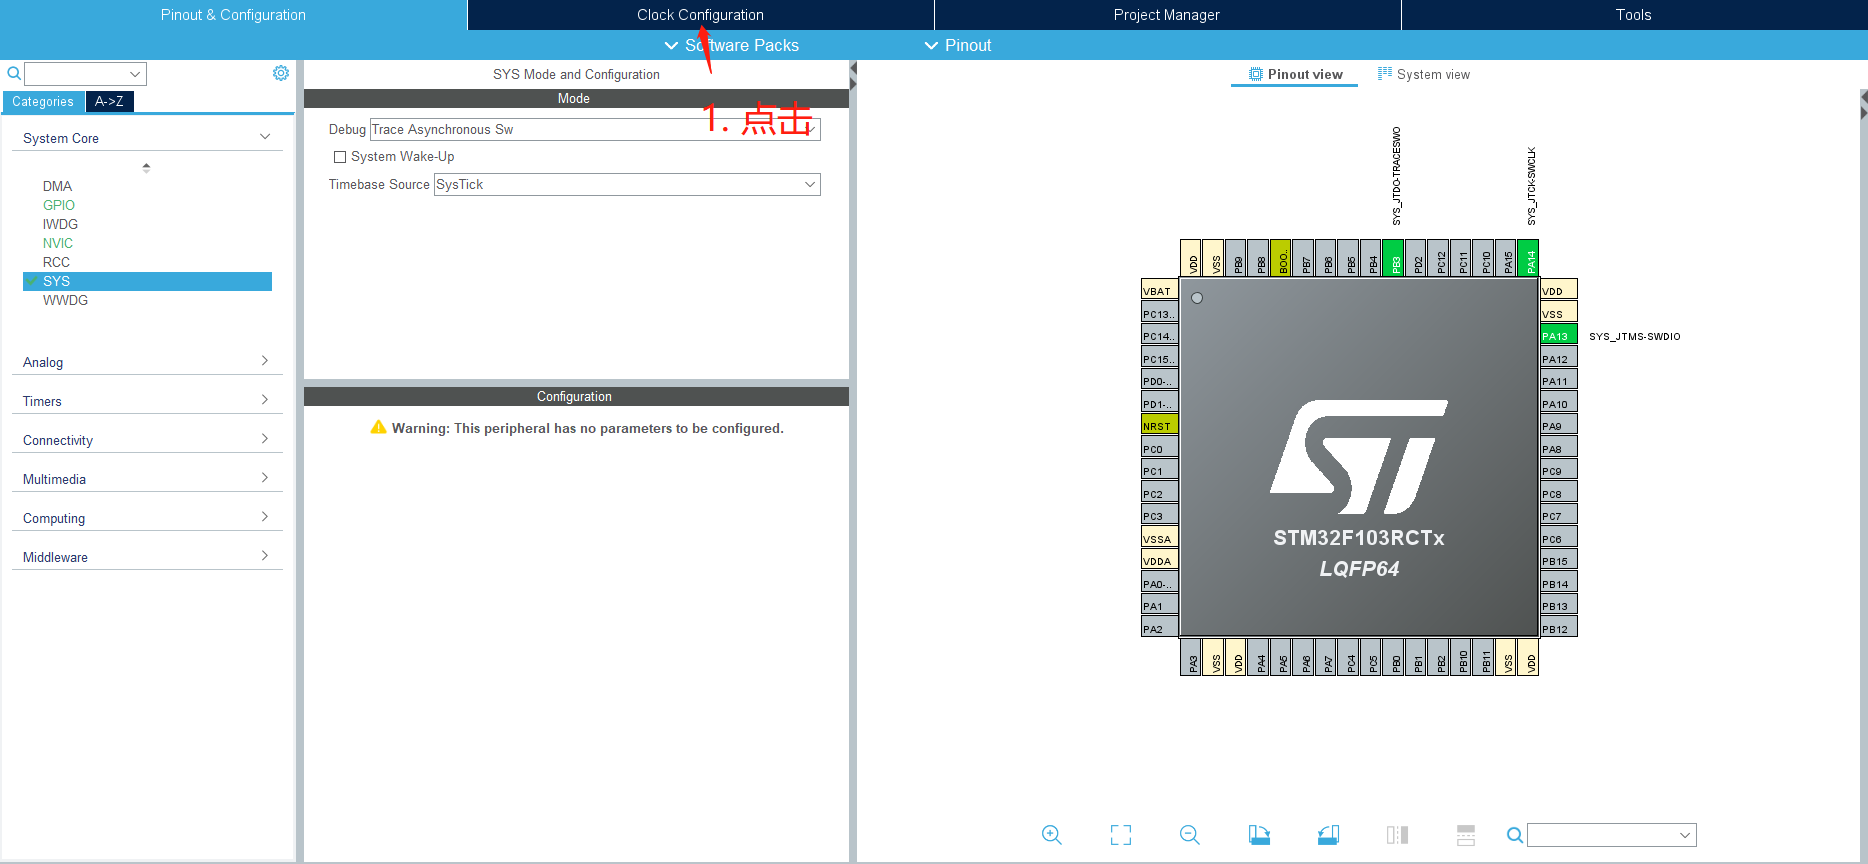 Pinout & Configuration
Clock Configuration
Project Manager
Tools
Software Packs
Pinout
Categories
A->Z
System Core
DMA
GPIO
IWDG
NVIC
RCC
SYS
WWDG
Analog
Timers
Connectivity
Multimedia
Computing
Middleware
SYS Mode and Configuration
Mode
Debug Trace Asynchronous Sw
1. 点击
System Wake-Up
Timebase Source SysTick
Configuration
Warning: This peripheral has no parameters to be configured.
Pinout view
System view
SYS_JTDO-TRACESWO
SYS_JTCK-SWCLK
VDD
VSS
PB9
PB8
BOO..
PB7
PB6
PB5
PB4
PB3
PD2
PC12
PC11
PC10
PA15
PA14
VBAT
PC13..
PC14..
PC15..
PD0-..
PD1-..
NRST
PC0
PC1
PC2
PC3
VSSA
VDDA
PA0-..
PA1
PA2
VDD
VSS
PA13
SYS_JTMS-SWDIO
PA12
PA11
PA10
PA9
PA8
PC9
PC8
PC7
PC6
PB15
PB14
PB13
PB12
ST
STM32F103RCTx
LQFP64
PA3
VSS
VDD
PA4
PA5
PA6
PA7
PC4
PC5
PB0
PB1
PB2
PB10
PB11
VSS
VDD